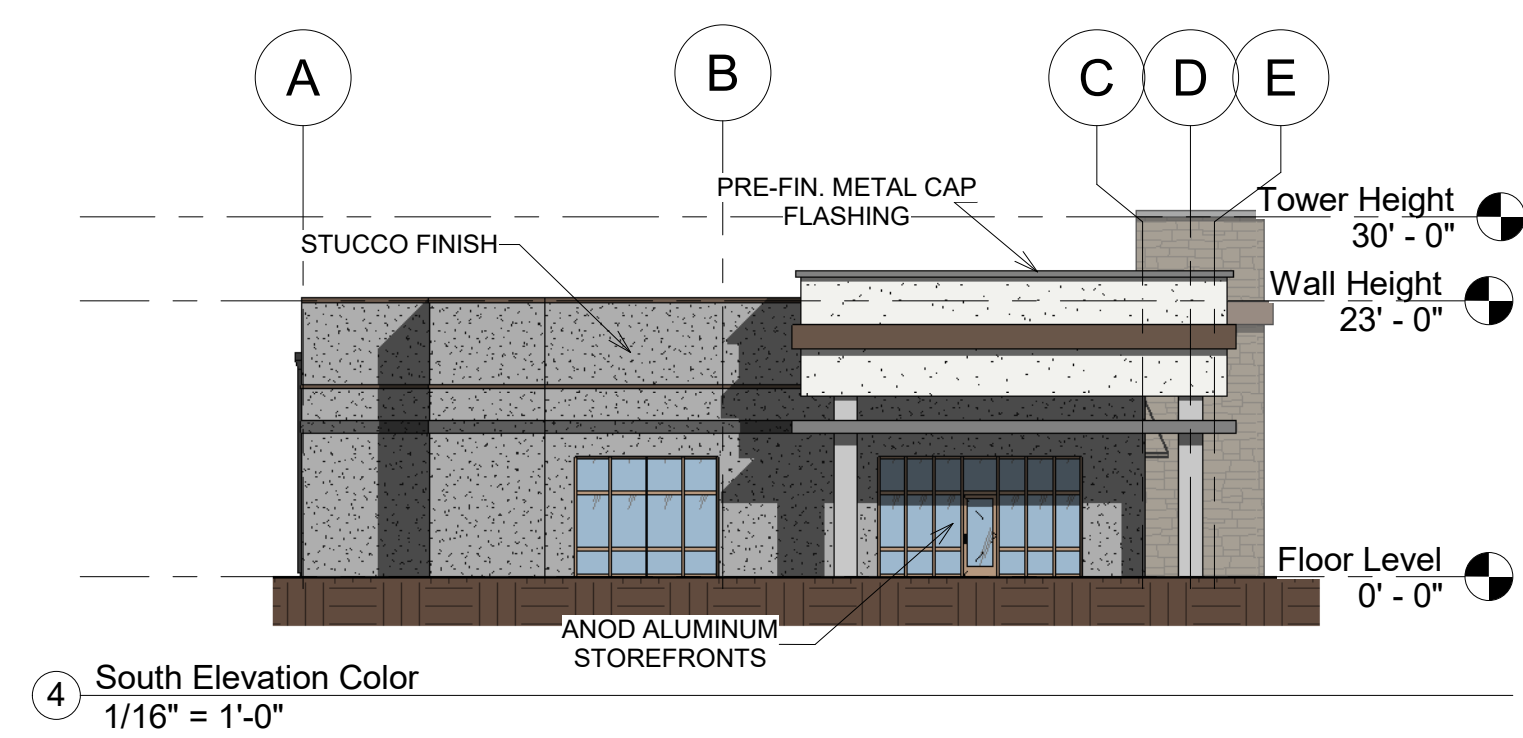 A
B
C
D
E
PRE-FIN. METAL CAP
FLASHING
STUCCO FINISH
Tower Height
30' - 0"
Wall Height
23' - 0"
Floor Level
0' - 0"
ANOD ALUMINUM
STOREFRONTS
4
South Elevation Color
1/16" = 1'-0"